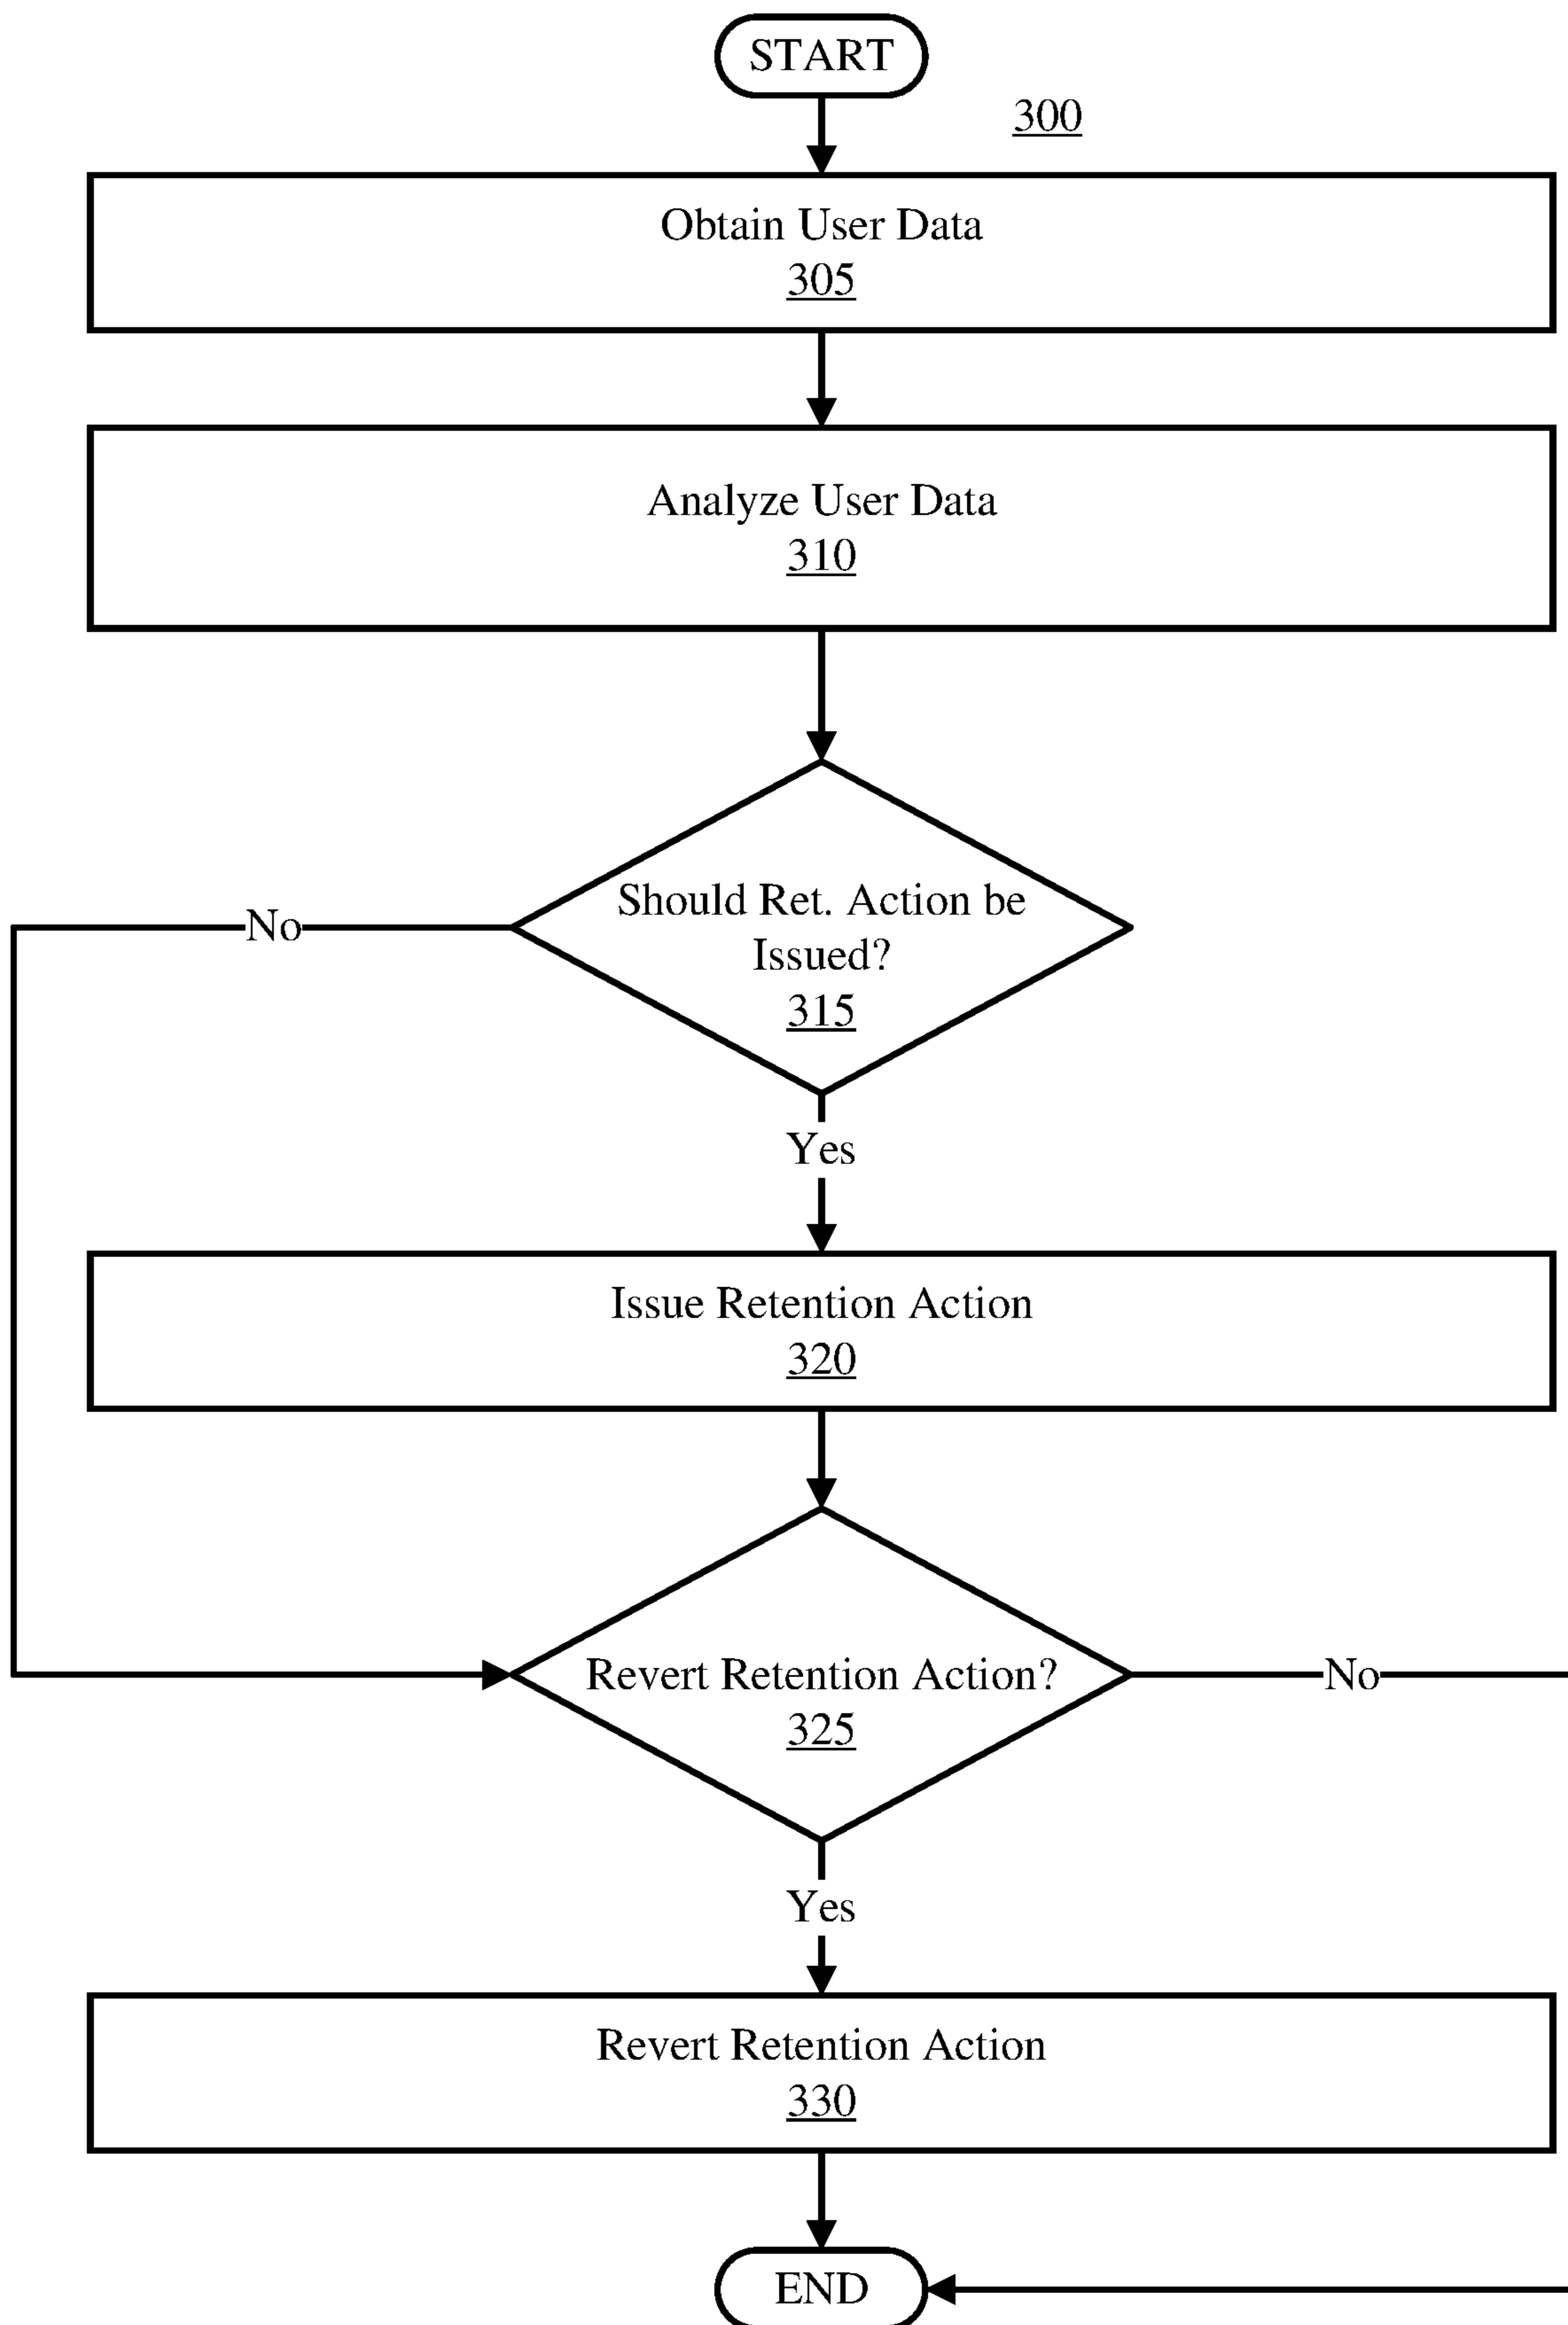 START
300
Obtain User Data
305
Analyze User Data
310
Should Ret. Action be
Issued?
315
No
Yes
Issue Retention Action
320
Revert Retention Action?
325
No
Yes
Revert Retention Action
330
END